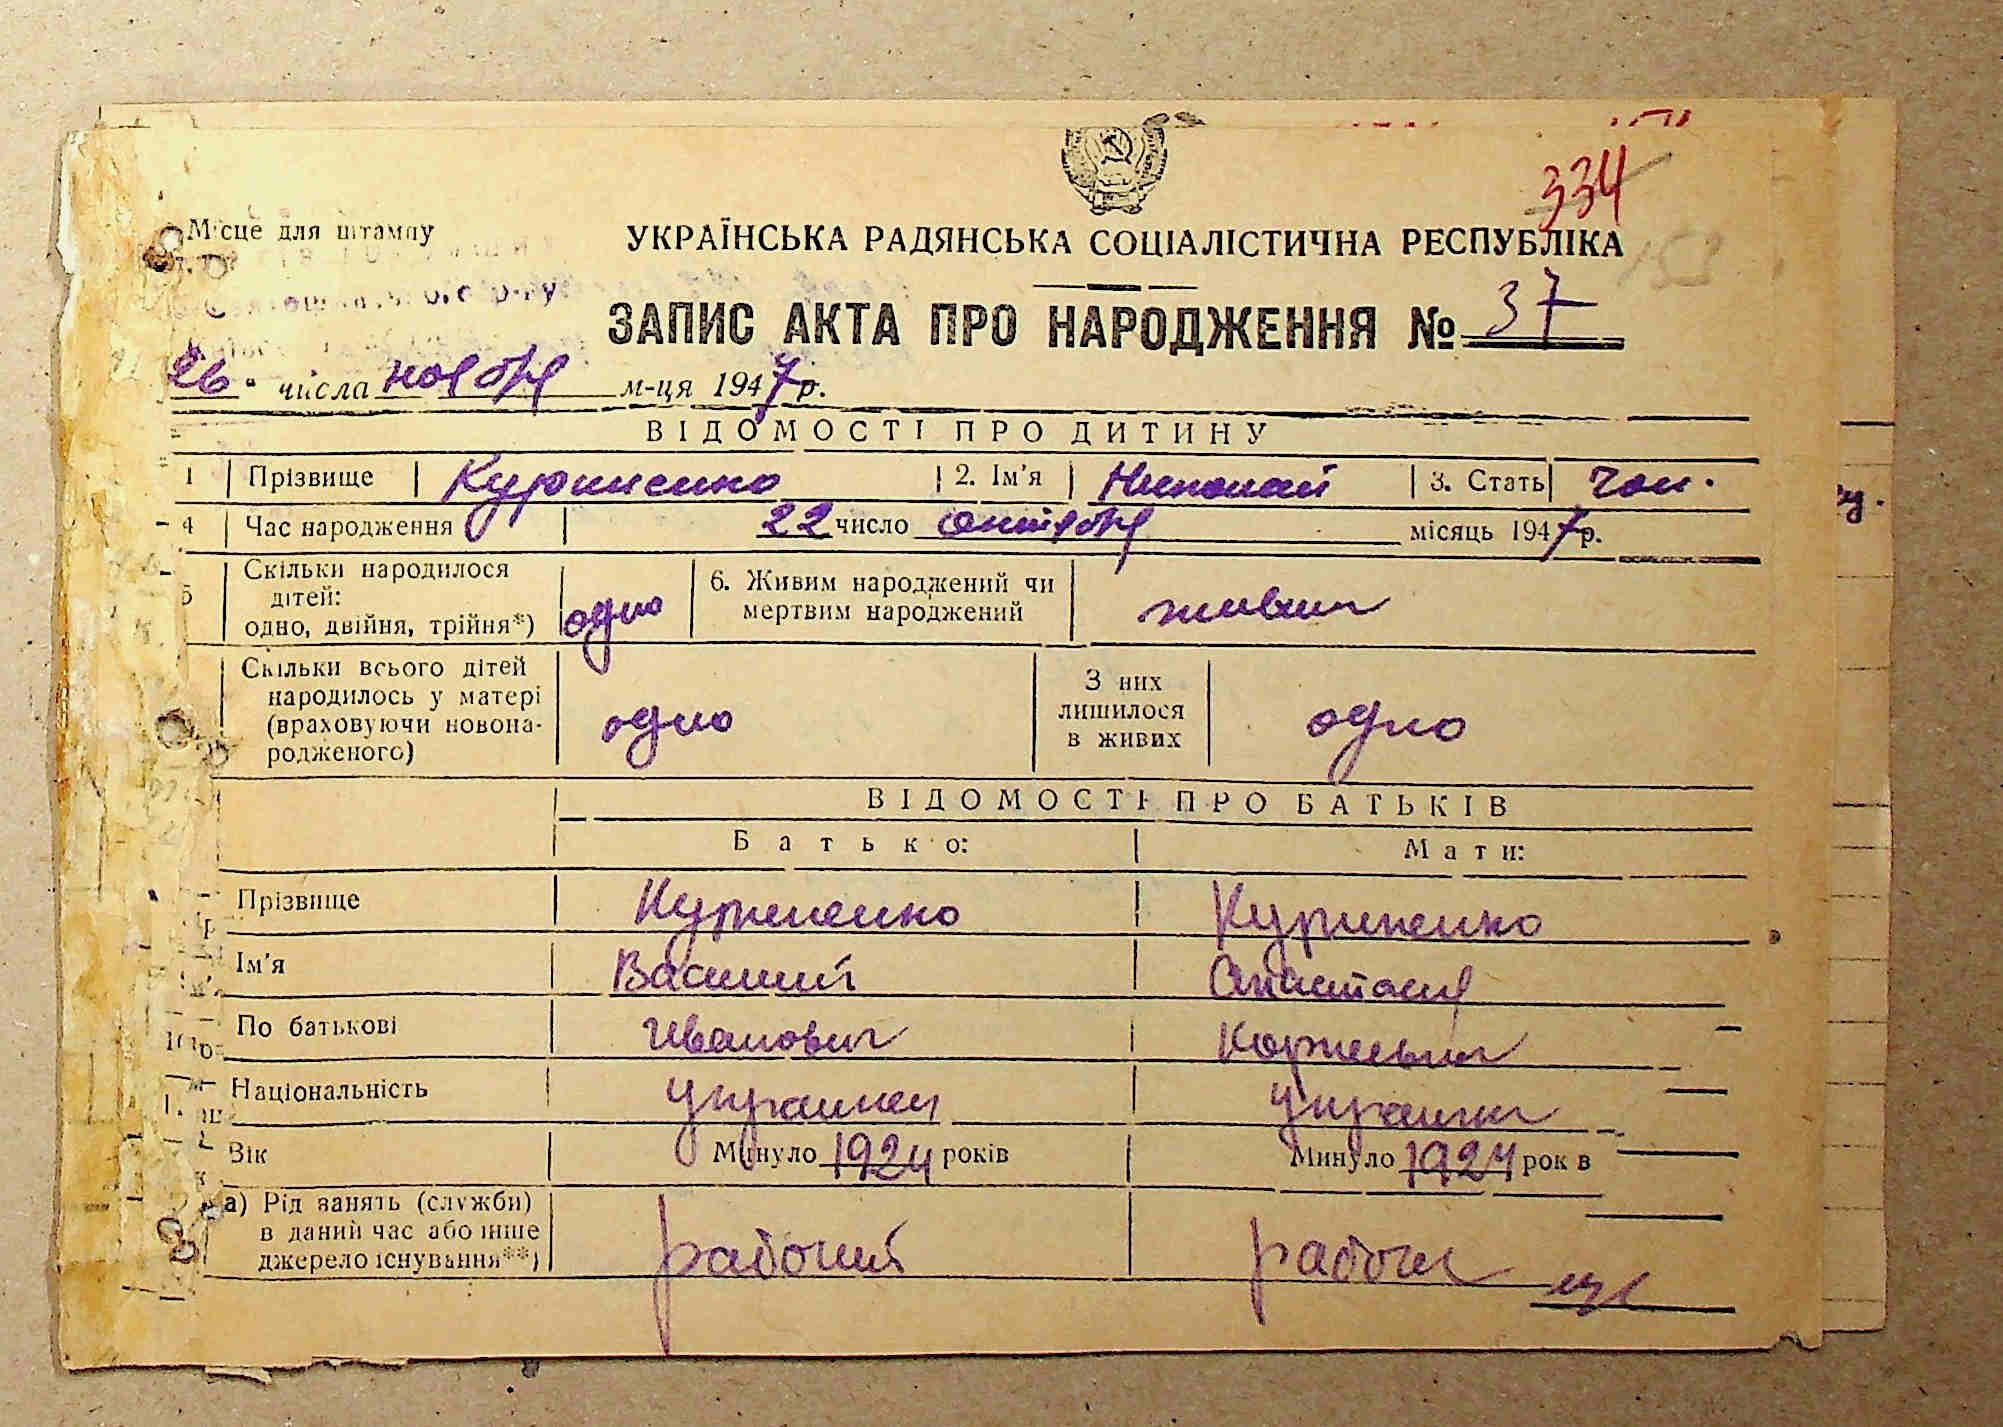 334
Місце для штампу
УКРАЇНСЬКА РАДЯНСЬКА СОЦІАЛІСТИЧНА РЕСПУБЛІКА
ЗАПИС АКТА ПРО НАРОДЖЕННЯ № 37
26 числа ноября м-ця 1947 р.
ВІДОМОСТІ ПРО ДИТИНУ
1 Прізвище Куриненко 2. Ім'я Николай 3. Стать чол.
4 Час народження 22 число октября місяць 1947 р.
5 Скільки народилося дітей: одно, двійня, трійня*) одно 6. Живим народжений чи мертвим народжений живим
Скільки всього дітей народилось у матері (враховуючи новонародженого) одно З них лишилося в живих одно
ВІДОМОСТІ ПРО БАТЬКІВ
Батько: Мати:
Прізвище Куриненко Куриненко
Ім'я Василий Анастасия
По батькові Иванович
Національність украинец украинка
Вік Минуло 1924 років Минуло 1924 рок в
а) Рід занять (служби) в даний час або інше джерело існування**) рабочий